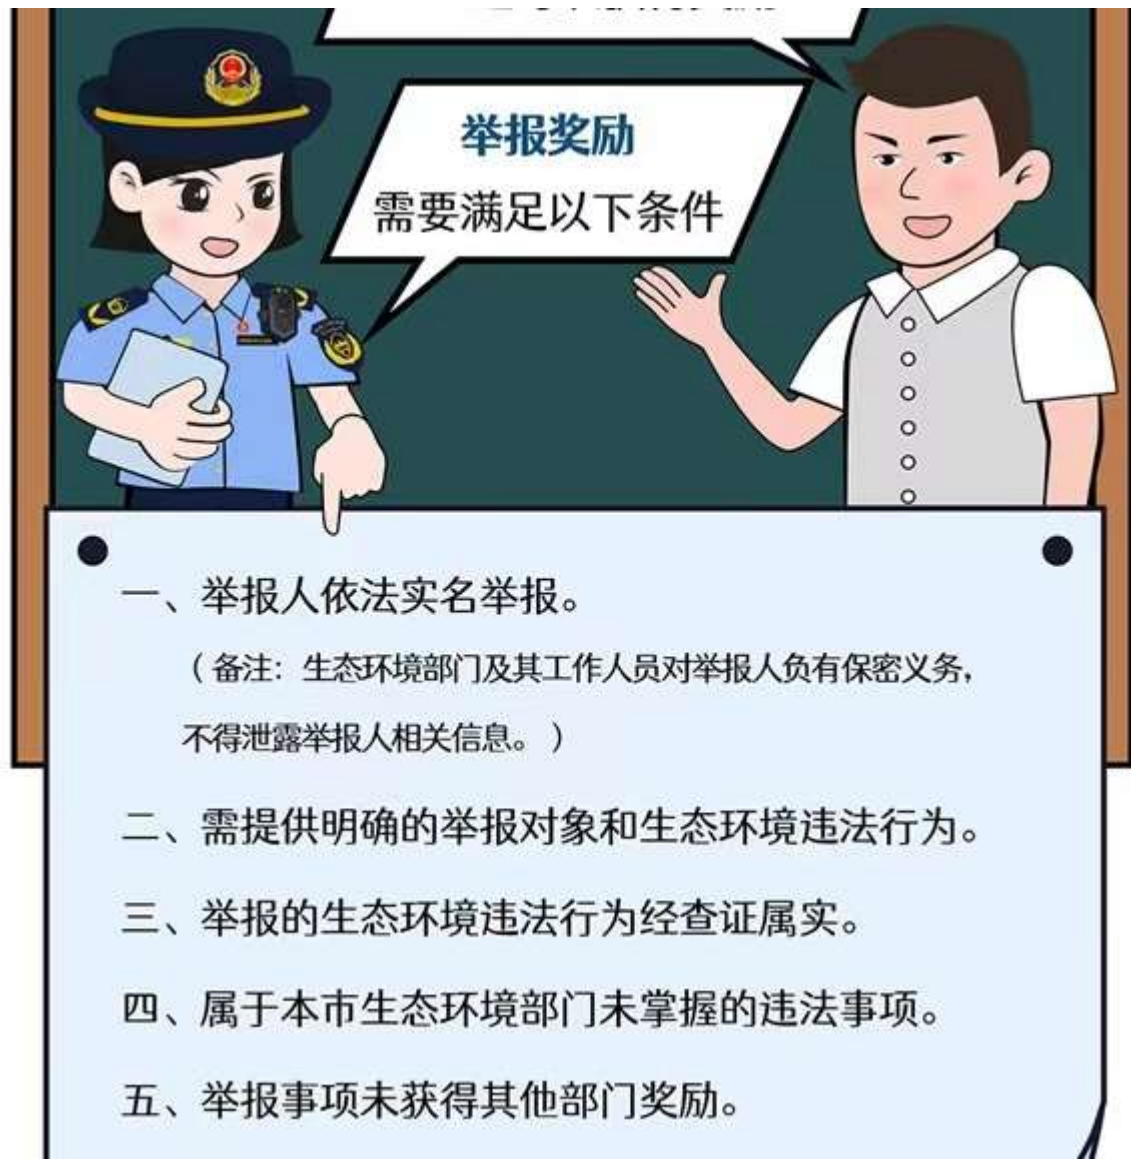 举报奖励
需要满足以下条件
一、举报人依法实名举报。
（备注：生态环境部门及其工作人员对举报人负有保密义务，
不得泄露举报人相关信息。）
二、需提供明确的举报对象和生态环境违法行为。
三、举报的生态环境违法行为经查证属实。
四、属于本市生态环境部门未掌握的违法事项。
五、举报事项未获得其他部门奖励。